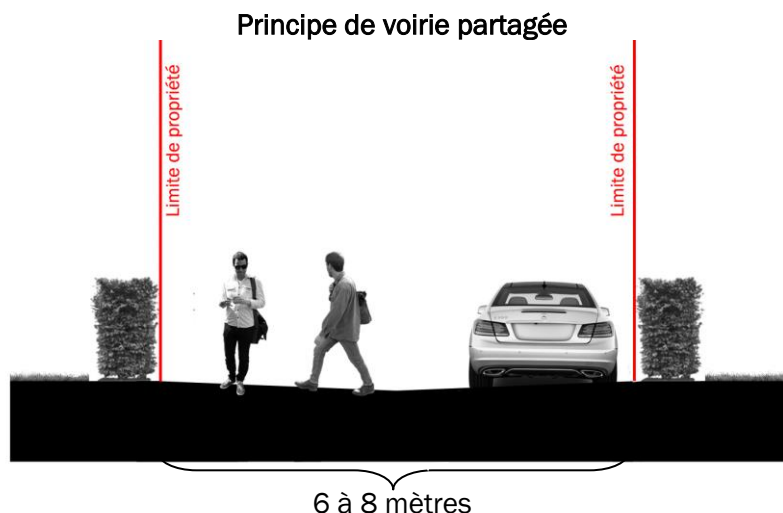 Principe de voirie partagée
Limite de propriété
Limite de propriété
6 à 8 mètres